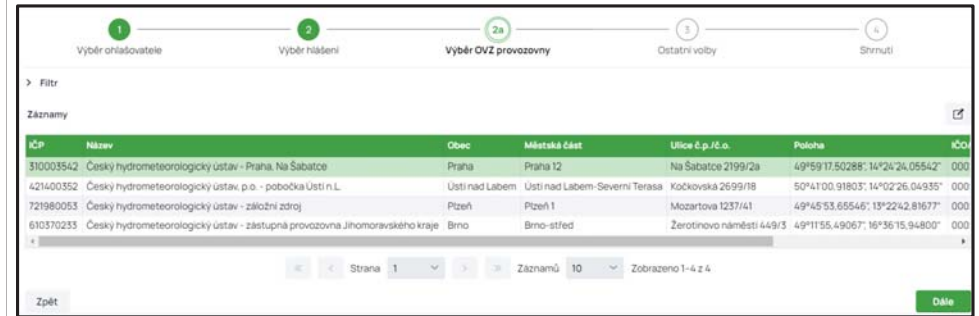 1 2 2a 3 4
Výběr ohlašovatele Výběr hlášení Výběr OVZ provozovny Ostatní volby Shrnutí
> Filtr
Záznamy
IČP Název Obec Městská část Ulice č.p./č.o. Poloha IČO
310003542 Český hydrometeorologický ústav - Praha, Na Šabatce Praha Praha 12 Na Šabatce 2199/2a 49°59'17,50288", 14°24'24,05542" 000
421400352 Český hydrometeorologický ústav, p.o. - pobočka Ústí n.L. Ústí nad Labem Ústí nad Labem-Severní Terasa Kočkovská 2699/18 50°41'00,91803", 14°02'26,04935" 000
721980053 Český hydrometeorologický ústav - záložní zdroj Plzeň Plzeň 1 Mozartova 1237/41 49°45'53,65546", 13°22'42,81677" 000
610370233 Český hydrometeorologický ústav - zástupná provozovna Jihomoravského kraje Brno Brno-střed Žerotínovo náměstí 449/3 49°11'55,49067", 16°36'15,94800" 000
« < Strana 1 > » Záznamů 10 Zobrazeno 1-4 z 4
Zpět Dále